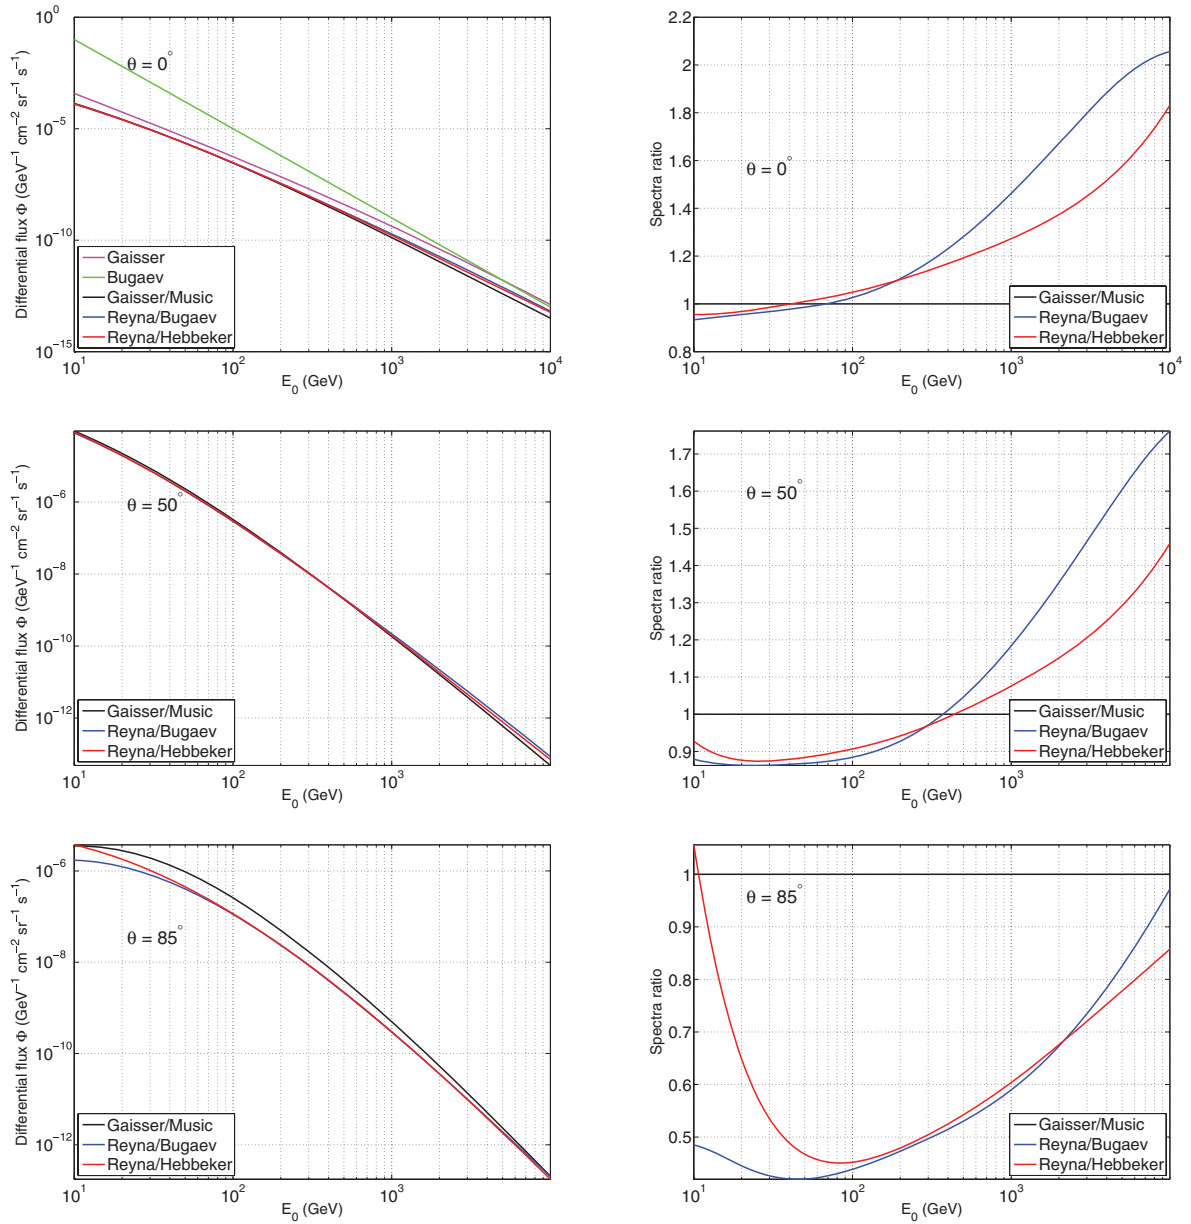 10^0
10^-5
10^-10
10^-15
Differential flux Φ (GeV^-1 cm^-2 sr^-1 s^-1)
θ = 0°
Gaisser
Bugaev
Gaisser/Music
Reyna/Bugaev
Reyna/Hebbeker
10^1 10^2 10^3 10^4
E_0 (GeV)
2.2
2
1.8
1.6
1.4
1.2
1
0.8
Spectra ratio
θ = 0°
Gaisser/Music
Reyna/Bugaev
Reyna/Hebbeker
10^1 10^2 10^3 10^4
E_0 (GeV)
10^-6
10^-8
10^-10
10^-12
Differential flux Φ (GeV^-1 cm^-2 sr^-1 s^-1)
θ = 50°
Gaisser/Music
Reyna/Bugaev
Reyna/Hebbeker
10^1 10^2 10^3
E_0 (GeV)
1.7
1.6
1.5
1.4
1.3
1.2
1.1
1
0.9
Spectra ratio
θ = 50°
Gaisser/Music
Reyna/Bugaev
Reyna/Hebbeker
10^1 10^2 10^3
E_0 (GeV)
10^-6
10^-8
10^-10
10^-12
Differential flux Φ (GeV^-1 cm^-2 sr^-1 s^-1)
θ = 85°
Gaisser/Music
Reyna/Bugaev
Reyna/Hebbeker
10^1 10^2 10^3
E_0 (GeV)
1
0.9
0.8
0.7
0.6
0.5
Spectra ratio
θ = 85°
Gaisser/Music
Reyna/Bugaev
Reyna/Hebbeker
10^1 10^2 10^3
E_0 (GeV)